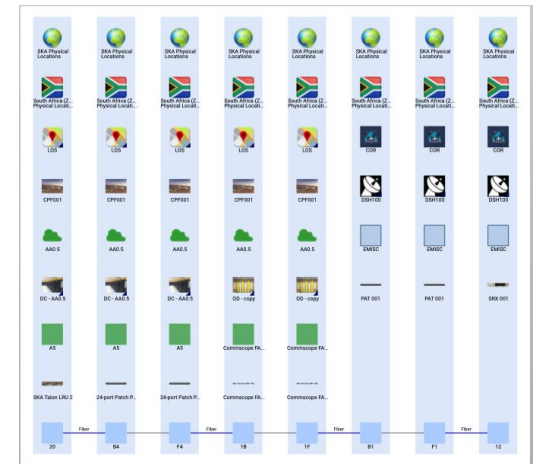 SKA Physical Locations SKA Physical Locations SKA Physical Locations SKA Physical Locations SKA Physical Locations SKA Physical Locations SKA Physical Locations SKA Physical Locations
South Africa (Z... Physical Locati... South Africa (Z... Physical Locati... South Africa (Z... Physical Locati... South Africa (Z... Physical Locati... South Africa (Z... Physical Locati... South Africa (Z... Physical Locati... South Africa (Z... Physical Locati... South Africa (Z... Physical Locati...
LOS LOS LOS LOS LOS COR COR COR
CPF001 CPF001 CPF001 CPF001 CPF001 DSH100 DSH100 DSH100
AA0.5 AA0.5 AA0.5 AA0.5 AA0.5 EMISC EMISC EMISC
DC - AA0.5 DC - AA0.5 DC - AA0.5 OD - copy OD - copy PAT 001 PAT 001 SRX 001
A5 A5 A5 Commscope FA... Commscope FA...
SKA Talon LRU 2 24-port Patch P... 24-port Patch P... Commscope FA... Commscope FA...
Fiber Fiber Fiber Fiber
20 B4 F4 1B 1F B1 F1 12